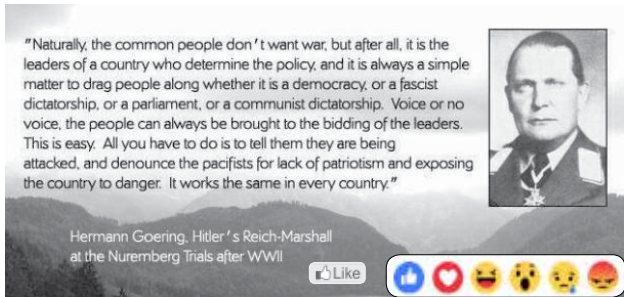 "Naturally, the common people don't want war, but after all, it is the
leaders of a country who determine the policy, and it is always a simple
matter to drag people along whether it is a democracy, or a fascist
dictatorship, or a parliament, or a communist dictatorship. Voice or no
voice, the people can always be brought to the bidding of the leaders.
This is easy. All you have to do is to tell them they are being
attacked, and denounce the pacifists for lack of patriotism and exposing
the country to danger. It works the same in every country."
Hermann Goering, Hitler's Reich-Marshall
at the Nuremberg Trials after WWII
Like